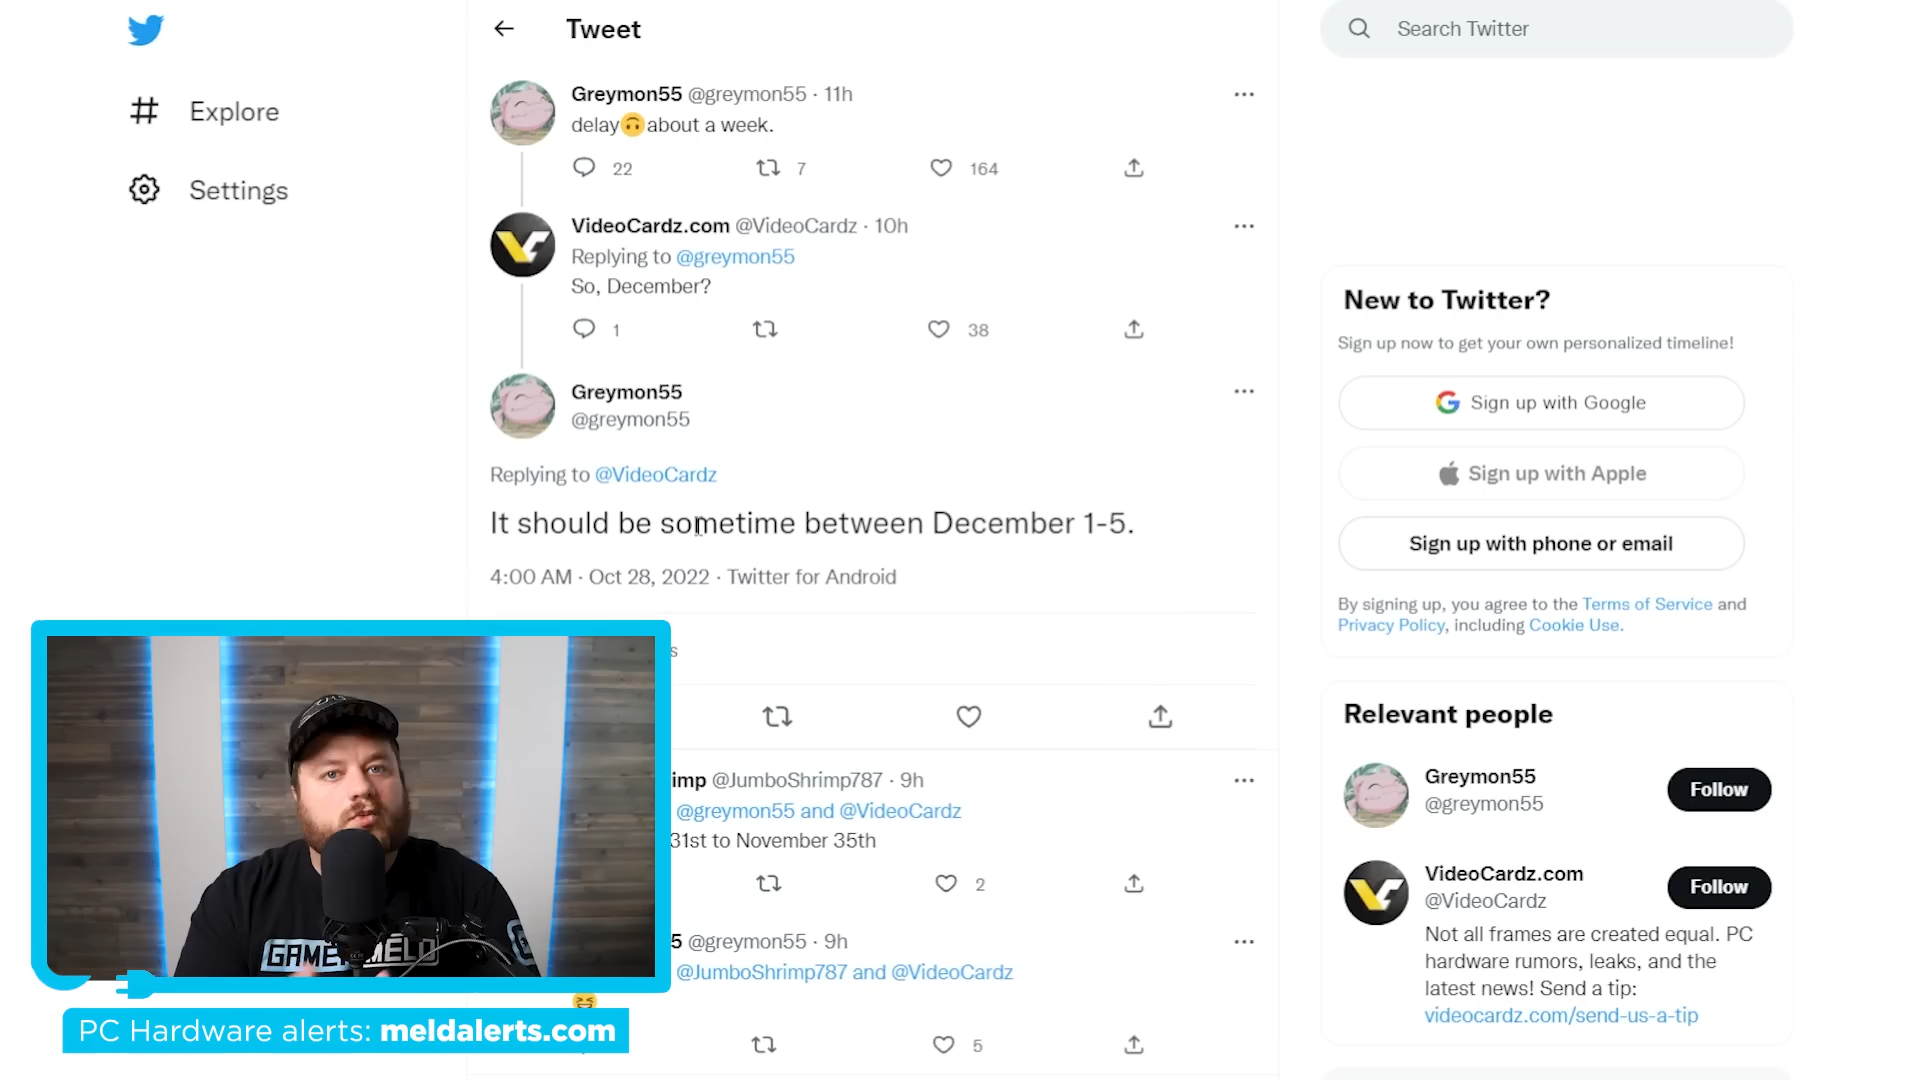 Explore
Settings
Tweet
Greymon55 @greymon55 · 11h
delay🙃about a week.
22
7
164
VideoCardz.com @VideoCardz · 10h
Replying to @greymon55
So, December?
1
38
Greymon55
@greymon55
Replying to @VideoCardz
It should be sometime between December 1-5.
4:00 AM · Oct 28, 2022 · Twitter for Android
s
imp @JumboShrimp787 · 9h
@greymon55 and @VideoCardz
31st to November 35th
2
5 @greymon55 · 9h
@JumboShrimp787 and @VideoCardz
😆
5
Search Twitter
New to Twitter?
Sign up now to get your own personalized timeline!
Sign up with Google
Sign up with Apple
Sign up with phone or email
By signing up, you agree to the Terms of Service and
Privacy Policy, including Cookie Use.
Relevant people
Greymon55
@greymon55
Follow
VideoCardz.com
@VideoCardz
Follow
Not all frames are created equal. PC
hardware rumors, leaks, and the
latest news! Send a tip:
videocardz.com/send-us-a-tip
PC Hardware alerts: meldalerts.com